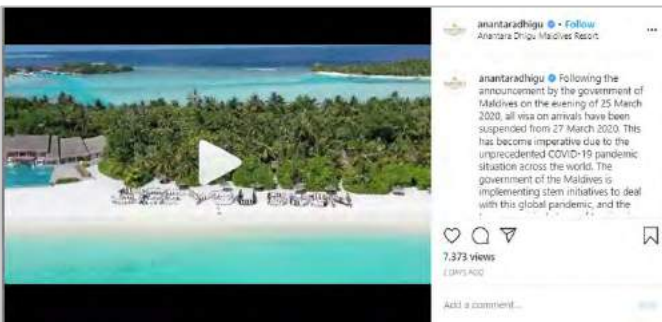 anantaradhigu • Follow
Anantara Dhigu Maldives Resort
anantaradhigu Following the
announcement by the government of
Maldives on the evening of 25 March
2020, all visa on arrivals have been
suspended from 27 March 2020. This
has become imperative due to the
unprecedented COVID-19 pandemic
situation across the world. The
government of the Maldives is
implementing stern initiatives to deal
with this global pandemic, and the
7,373 views
2 DAYS AGO
Add a comment...